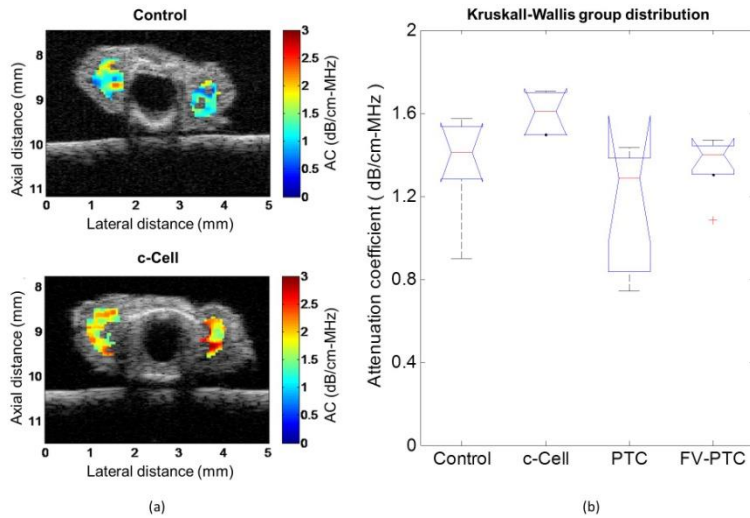 Control
Axial distance (mm)
8
9
10
11
0 1 2 3 4 5
Lateral distance (mm)
3
2.5
2
1.5
1
0.5
0
AC (dB/cm-MHz)
c-Cell
Axial distance (mm)
8
9
10
11
0 1 2 3 4 5
Lateral distance (mm)
3
2.5
2
1.5
1
0.5
0
AC (dB/cm-MHz)
(a)
Kruskall-Wallis group distribution
Attenuation coefficient ( dB/cm-MHz )
2
1.6
1.2
0.8
0.4
0
Control c-Cell PTC FV-PTC
(b)